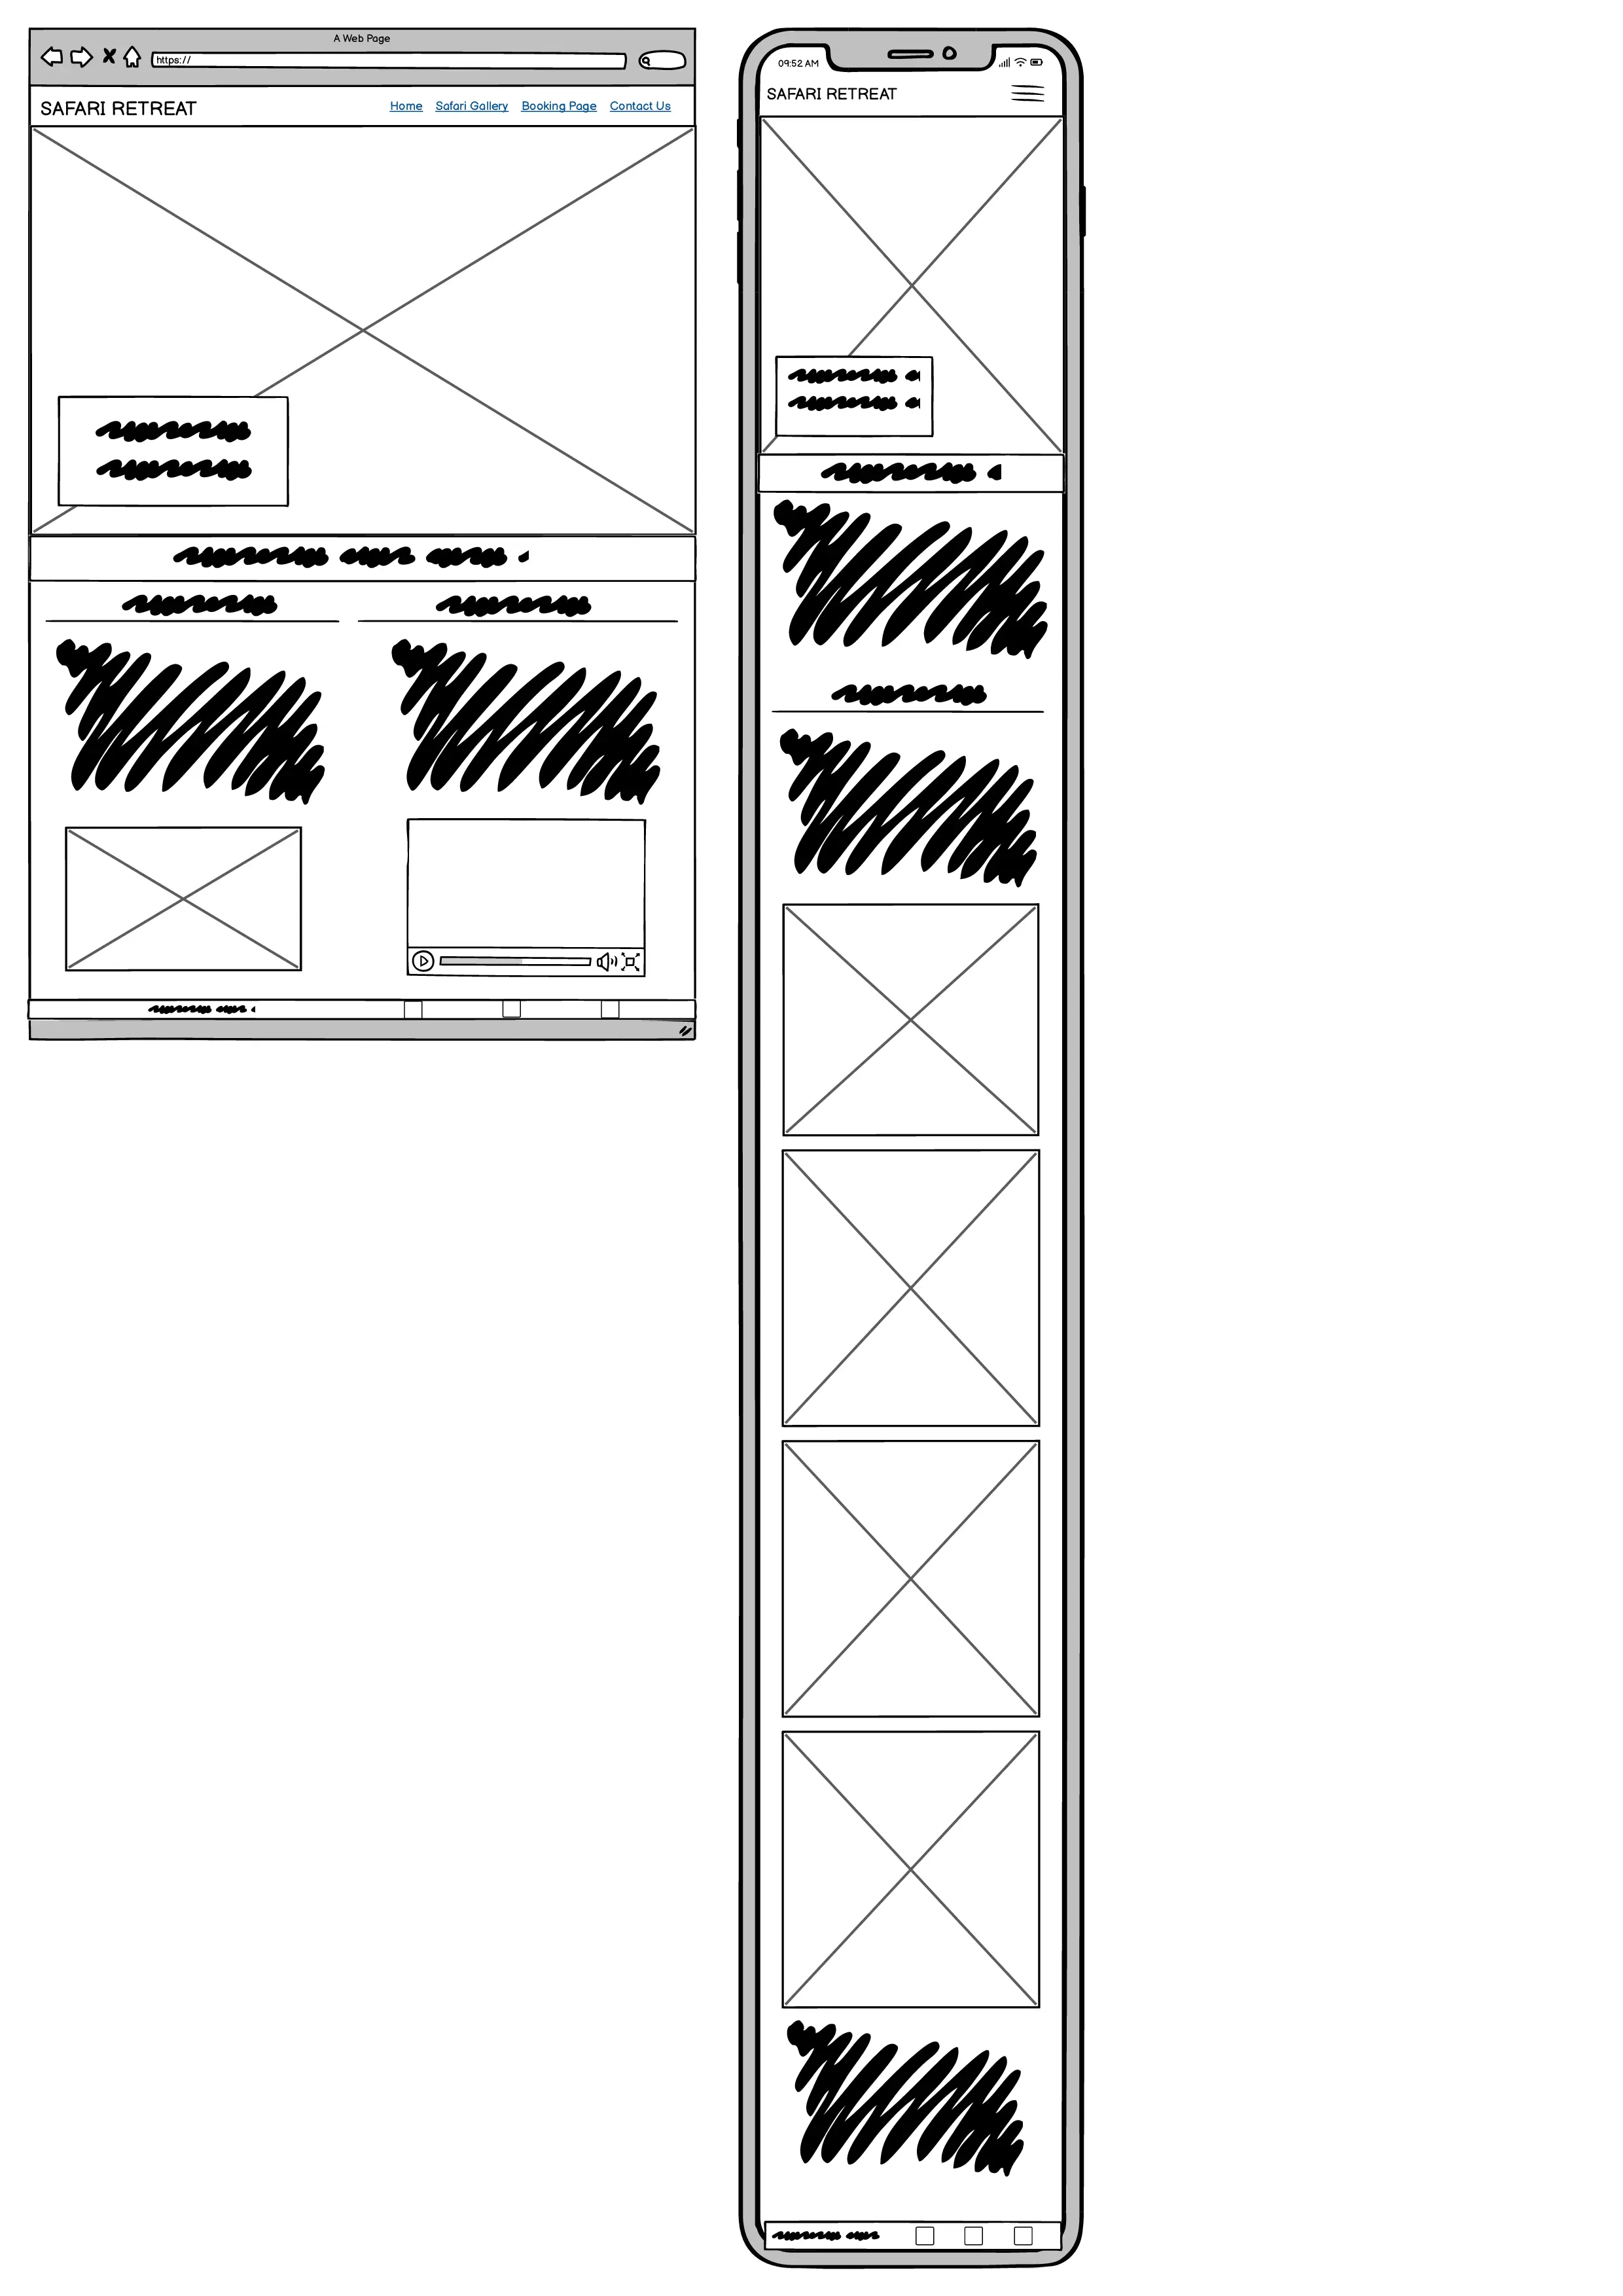 A Web Page
https://
SAFARI RETREAT
Home Safari Gallery Booking Page Contact Us
09:52 AM
SAFARI RETREAT